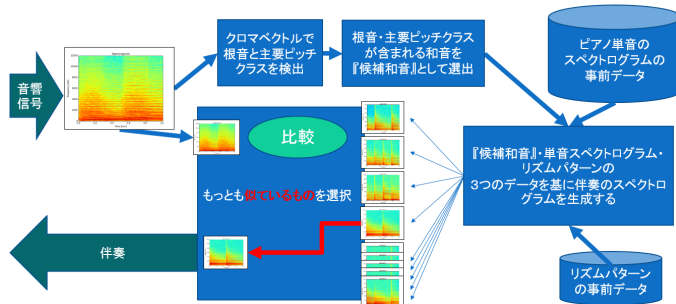 音響
信号
クロマベクトルで
根音と主要ピッチ
クラスを検出
根音・主要ピッチクラス
が含まれる和音を
『候補和音』として選出
ピアノ単音の
スペクトログラムの
事前データ
比較
もっとも似ているものを選択
『候補和音』・単音スペクトログラム・
リズムパターンの
3つのデータを基に伴奏のスペクトロ
グラムを生成する
伴奏
リズムパターン
の事前データ